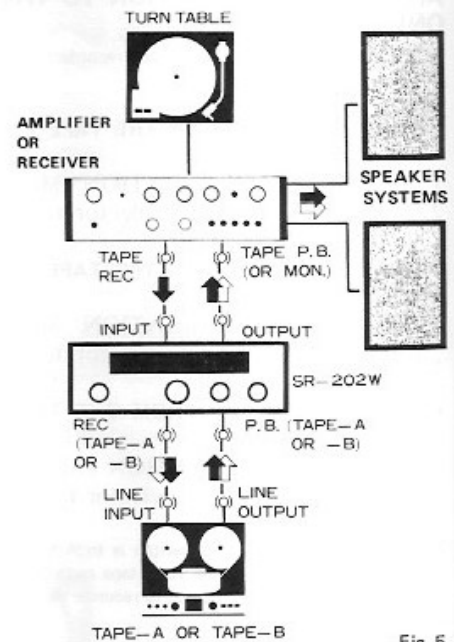 TURN TABLE
AMPLIFIER
OR
RECEIVER
SPEAKER
SYSTEMS
TAPE
REC
TAPE P.B.
(OR MON.)
INPUT
OUTPUT
SR-202W
REC
(TAPE-A
OR -B)
P.B. (TAPE-A
OR -B)
LINE
INPUT
LINE
OUTPUT
TAPE-A OR TAPE-B
Fig. 5